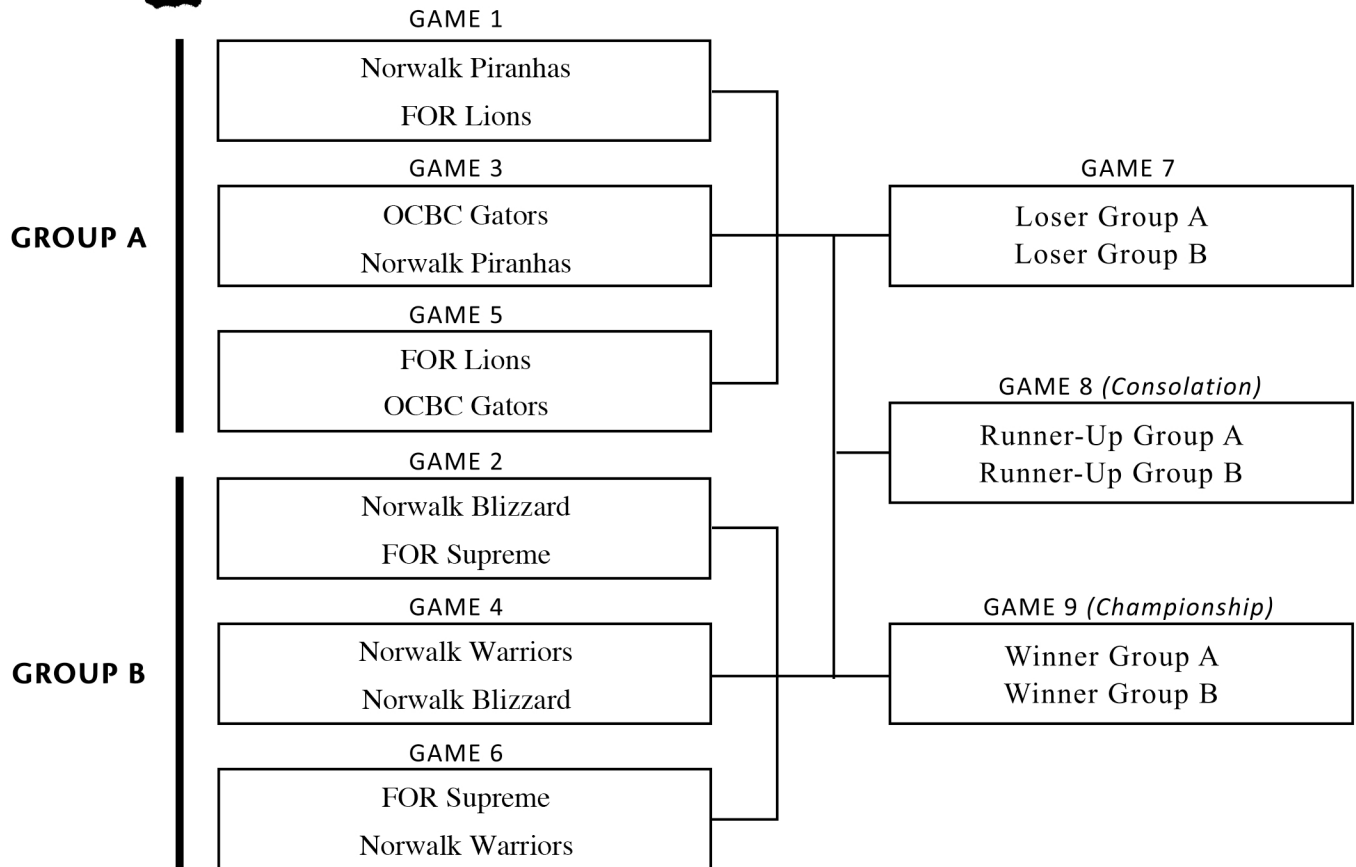 GROUP A
GAME 1
Norwalk Piranhas
FOR Lions
GAME 3
OCBC Gators
Norwalk Piranhas
GAME 5
FOR Lions
OCBC Gators
GROUP B
GAME 2
Norwalk Blizzard
FOR Supreme
GAME 4
Norwalk Warriors
Norwalk Blizzard
GAME 6
FOR Supreme
Norwalk Warriors
GAME 7
Loser Group A
Loser Group B
GAME 8 (Consolation)
Runner-Up Group A
Runner-Up Group B
GAME 9 (Championship)
Winner Group A
Winner Group B